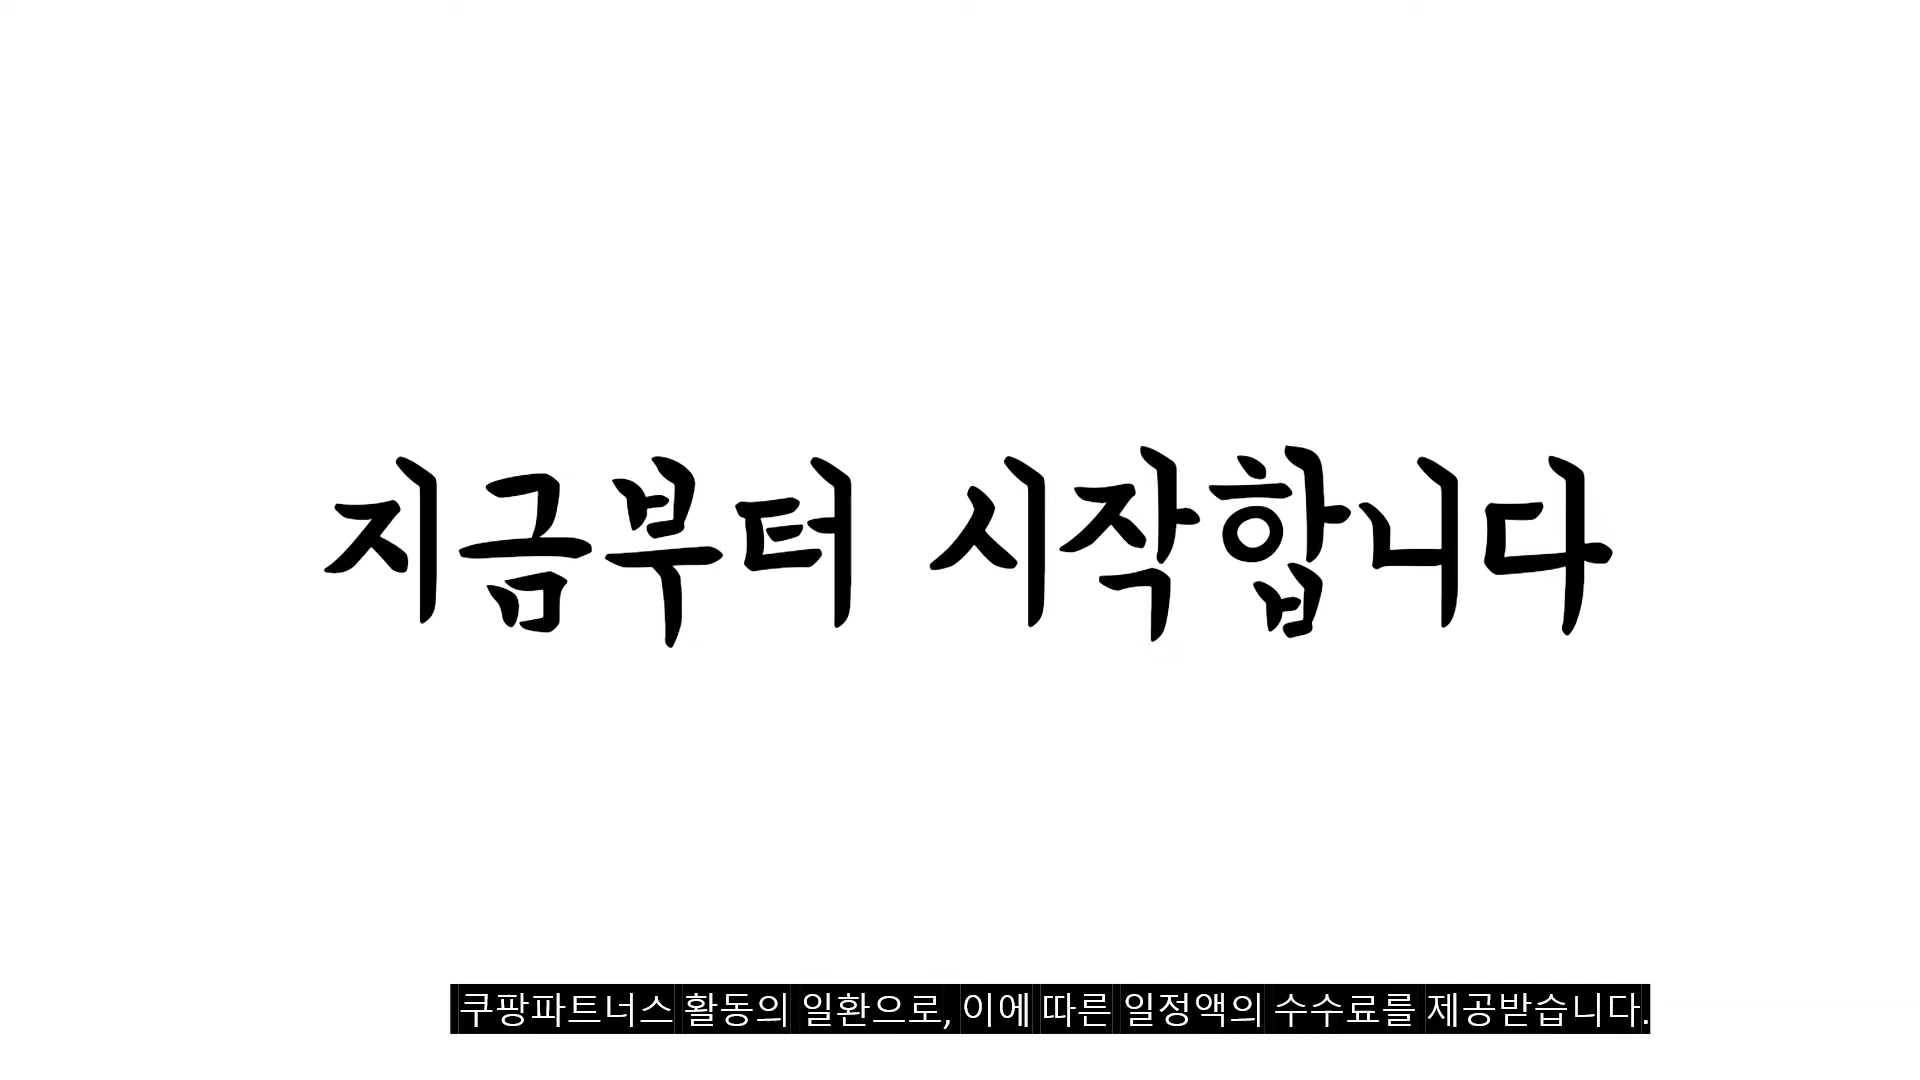 지금부터 시작합니다
쿠팡파트너스 활동의 일환으로, 이에 따른 일정액의 수수료를 제공받습니다.